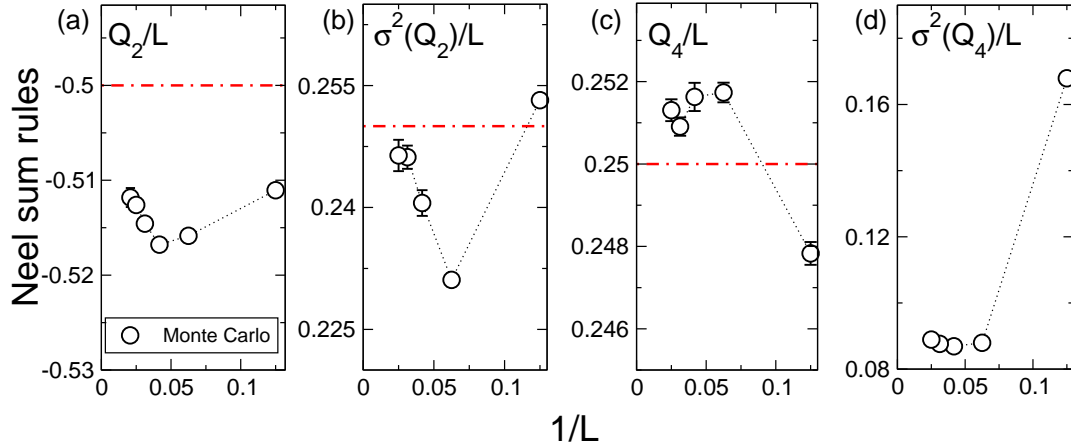 Neel sum rules
(a) Q2/L
-0.5
-0.51
-0.52
-0.53
Monte Carlo
0 0.05 0.1
(b) σ²(Q2)/L
0.255
0.24
0.225
0 0.05 0.1
(c) Q4/L
0.252
0.25
0.248
0.246
0 0.05 0.1
(d) σ²(Q4)/L
0.16
0.12
0.08
0 0.05 0.1
1/L